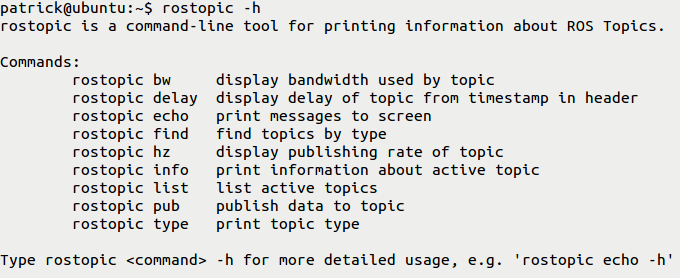 patrick@ubuntu:~$ rostopic -h
rostopic is a command-line tool for printing information about ROS Topics.

Commands:
        rostopic bw     display bandwidth used by topic
        rostopic delay  display delay of topic from timestamp in header
        rostopic echo   print messages to screen
        rostopic find   find topics by type
        rostopic hz     display publishing rate of topic
        rostopic info   print information about active topic
        rostopic list   list active topics
        rostopic pub    publish data to topic
        rostopic type   print topic type

Type rostopic <command> -h for more detailed usage, e.g. 'rostopic echo -h'